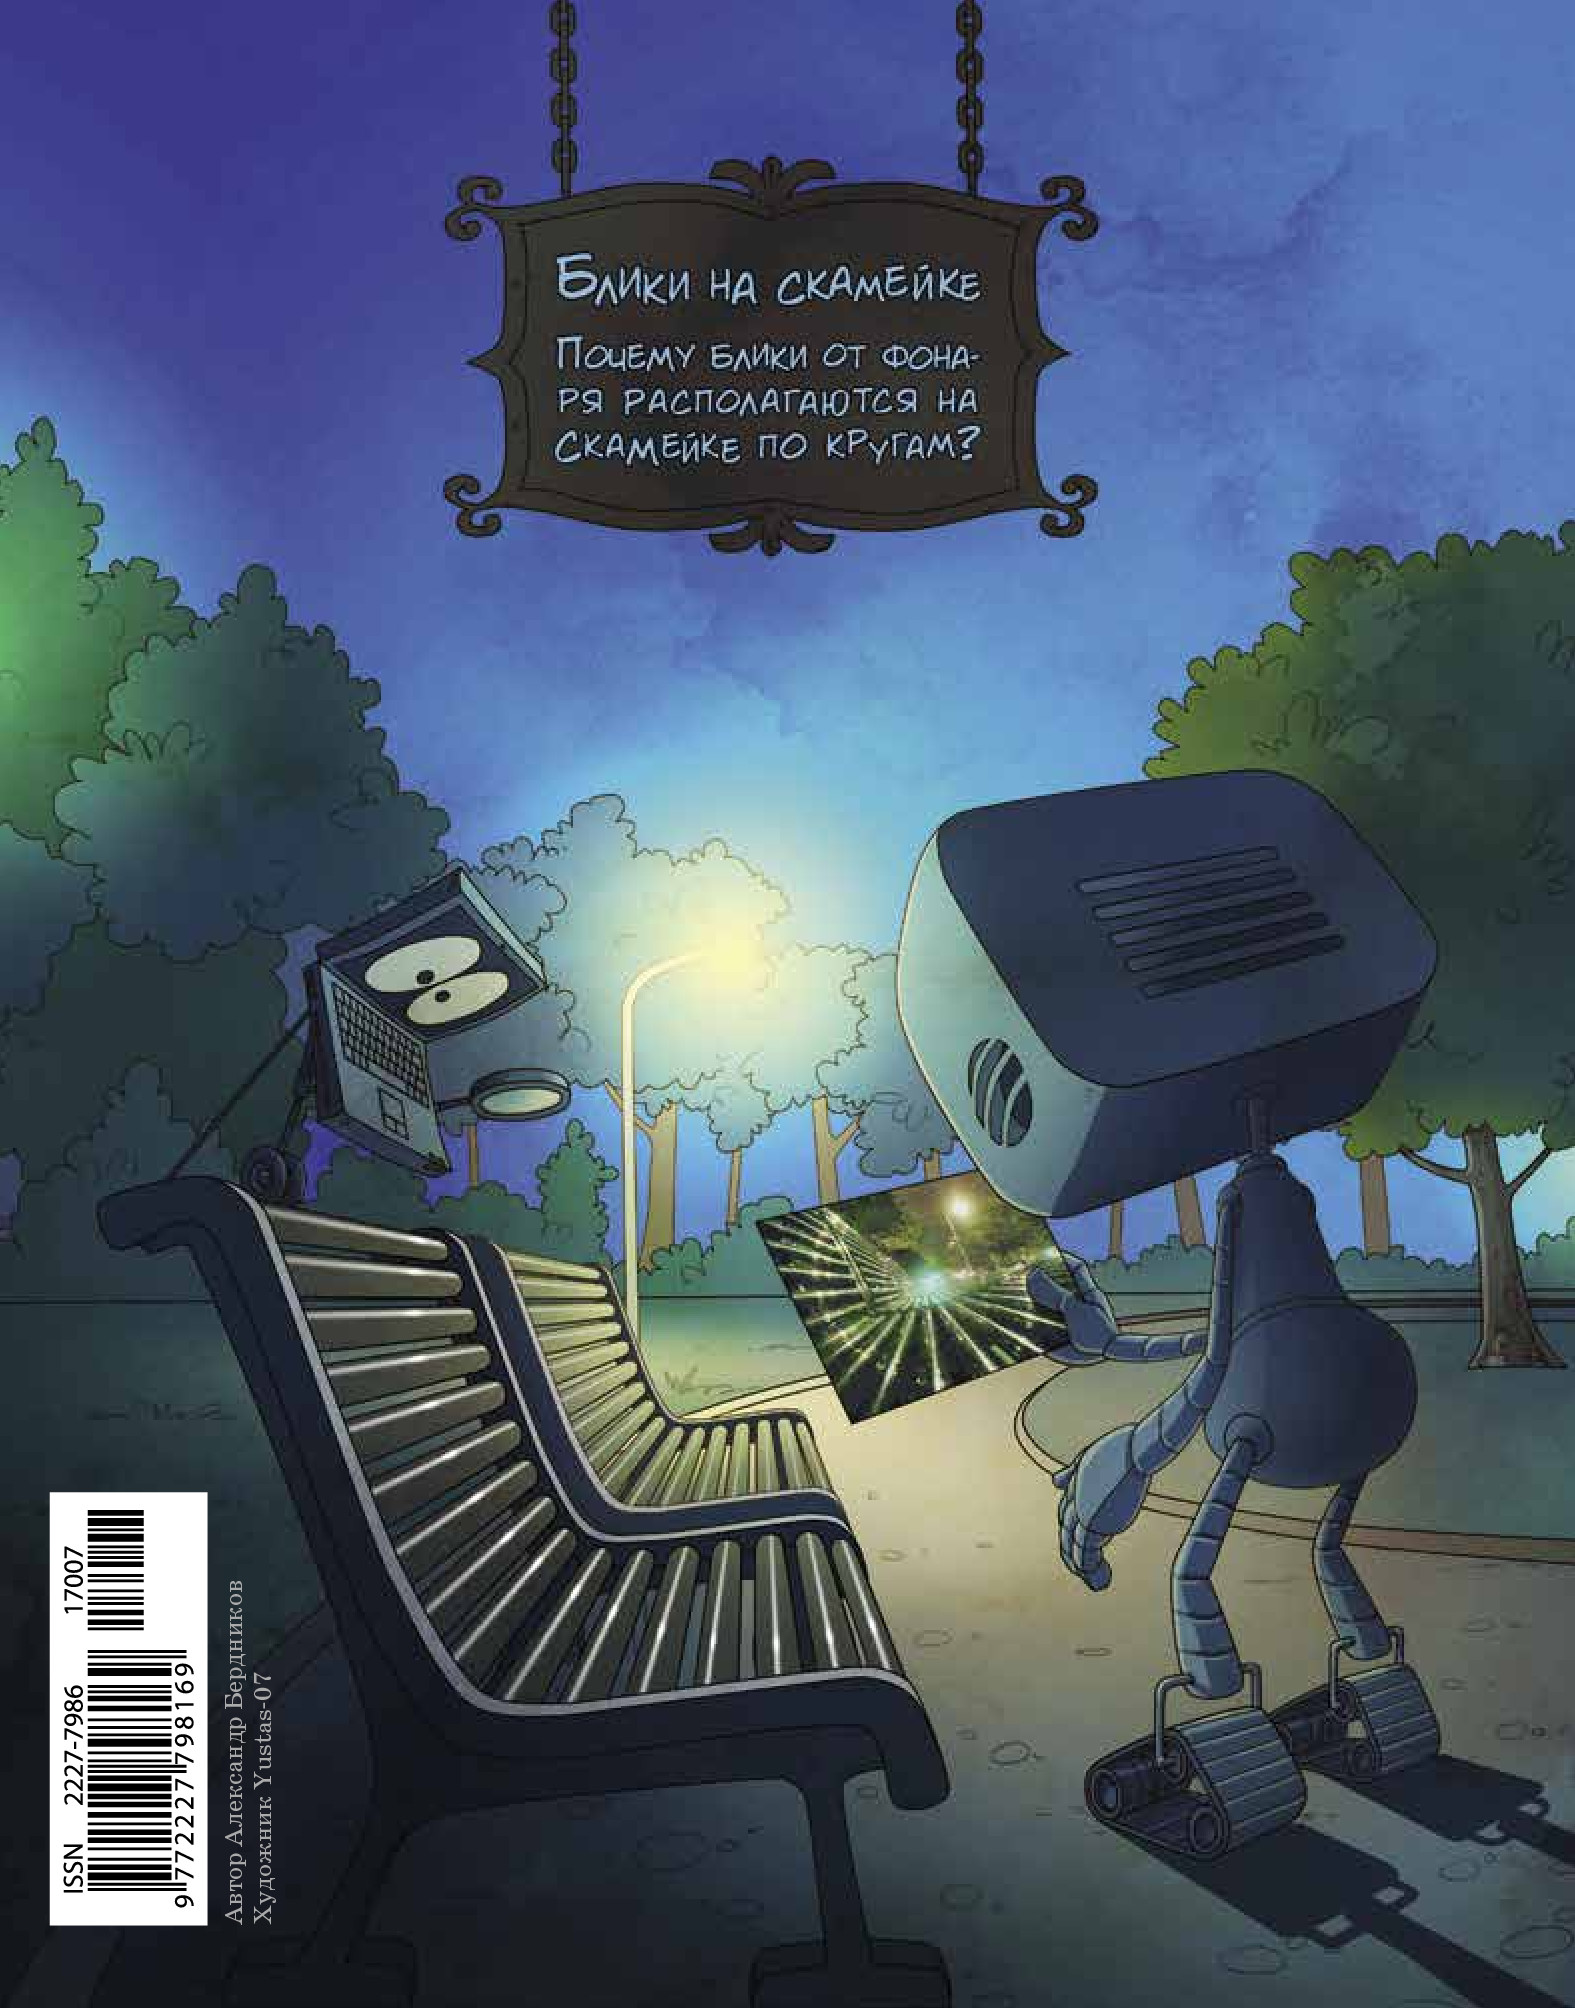 Блики на скамейке
Почему блики от фона-
ря располагаются на
скамейке по кругам?
ISSN 2227-7986 17007
9 772227 798169
Автор Александр Бердников
Художник Yustas-07